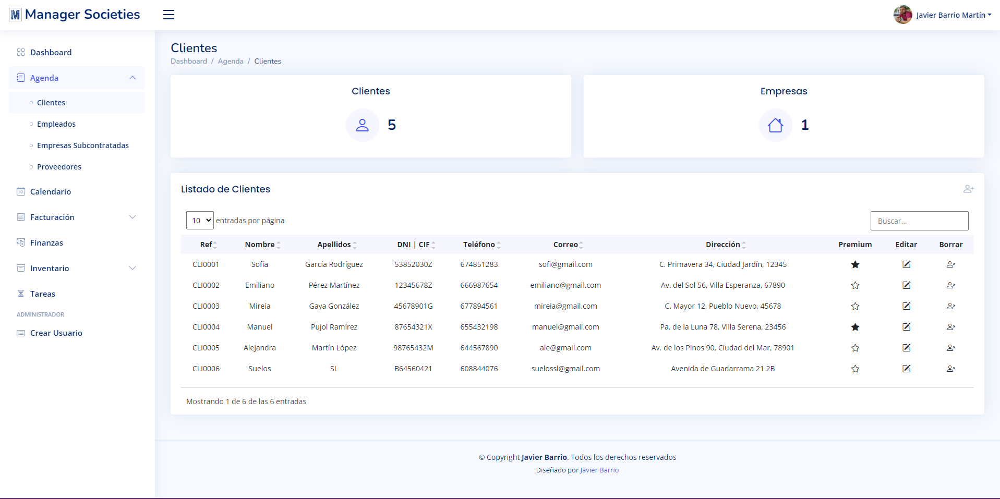 Manager Societies
Javier Barrio Martín
Dashboard
Agenda
Clientes
Empleados
Empresas Subcontratadas
Proveedores
Calendario
Facturación
Finanzas
Inventario
Tareas
ADMINISTRADOR
Crear Usuario
Clientes
Dashboard / Agenda / Clientes
Clientes
5
Empresas
1
Listado de Clientes
10 entradas por página
Buscar...
Ref Nombre Apellidos DNI | CIF Teléfono Correo Dirección Premium Editar Borrar
CLI0001 Sofía García Rodríguez 53852030Z 674851283 sofi@gmail.com C. Primavera 34, Ciudad Jardín, 12345
CLI0002 Emiliano Pérez Martínez 12345678Z 666987654 emiliano@gmail.com Av. del Sol 56, Villa Esperanza, 67890
CLI0003 Mireia Gaya González 45678901G 677894561 mireia@gmail.com C. Mayor 12, Pueblo Nuevo, 45678
CLI0004 Manuel Pujol Ramírez 87654321X 655432198 manuel@gmail.com Pa. de la Luna 78, Villa Serena, 23456
CLI0005 Alejandra Martín López 98765432M 644567890 ale@gmail.com Av. de los Pinos 90, Ciudad del Mar, 78901
CLI0006 Suelos SL B64560421 608844076 suelossl@gmail.com Avenida de Guadarrama 21 2B
Mostrando 1 de 6 de las 6 entradas
© Copyright Javier Barrio. Todos los derechos reservados
Diseñado por Javier Barrio